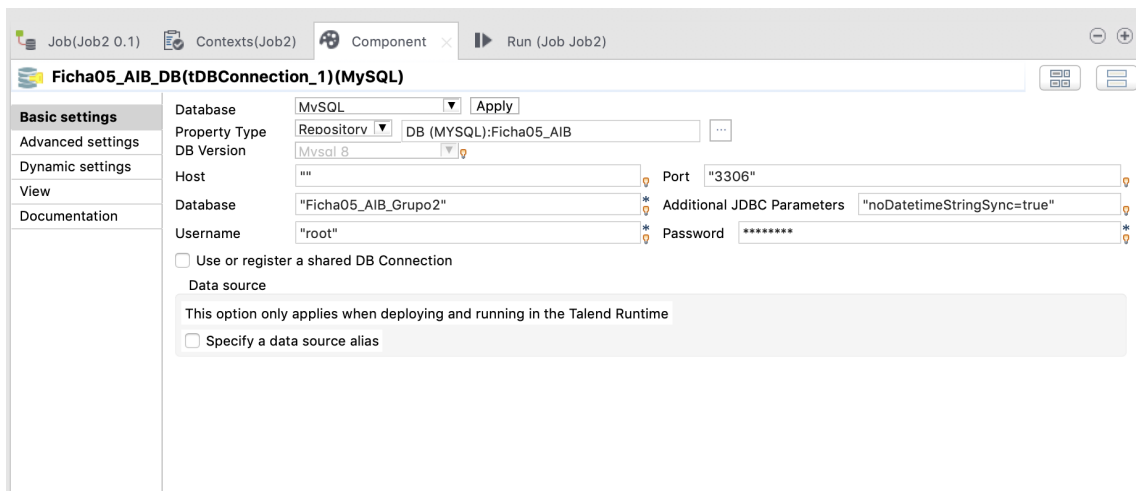 Job(Job2 0.1) Contexts(Job2) Component Run (Job Job2)
Ficha05_AIB_DB(tDBConnection_1)(MySQL)
Basic settings
Advanced settings
Dynamic settings
View
Documentation
Database MySQL Apply
Property Type Repository DB (MYSQL):Ficha05_AIB ...
DB Version Mysql 8
Host "" Port "3306"
Database "Ficha05_AIB_Grupo2" * Additional JDBC Parameters "noDatetimeStringSync=true"
Username "root" * Password ******** *
Use or register a shared DB Connection
Data source
This option only applies when deploying and running in the Talend Runtime
Specify a data source alias